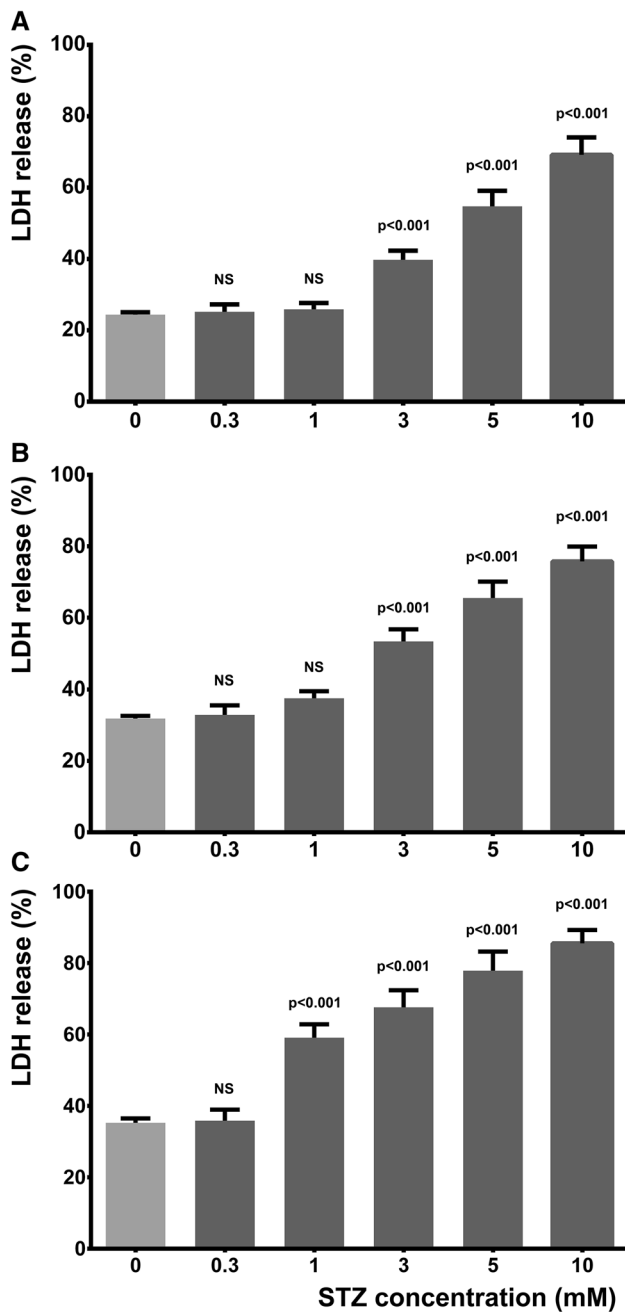 A
LDH release (%)
100
80
60
40
20
0
NS
NS
p<0.001
p<0.001
p<0.001
0 0.3 1 3 5 10
B
LDH release (%)
100
80
60
40
20
0
NS
NS
p<0.001
p<0.001
p<0.001
0 0.3 1 3 5 10
C
LDH release (%)
100
80
60
40
20
0
NS
p<0.001
p<0.001
p<0.001
p<0.001
0 0.3 1 3 5 10
STZ concentration (mM)